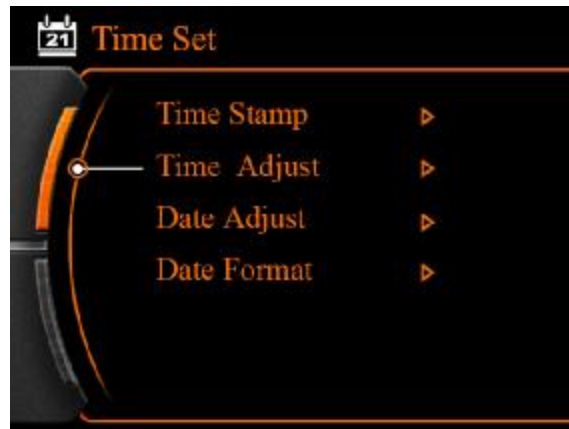 21 Time Set
Time Stamp
Time Adjust
Date Adjust
Date Format